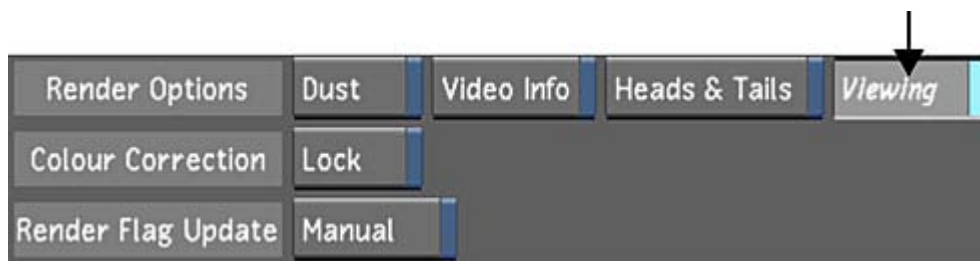 Render Options Dust Video Info Heads & Tails Viewing
Colour Correction Lock
Render Flag Update Manual